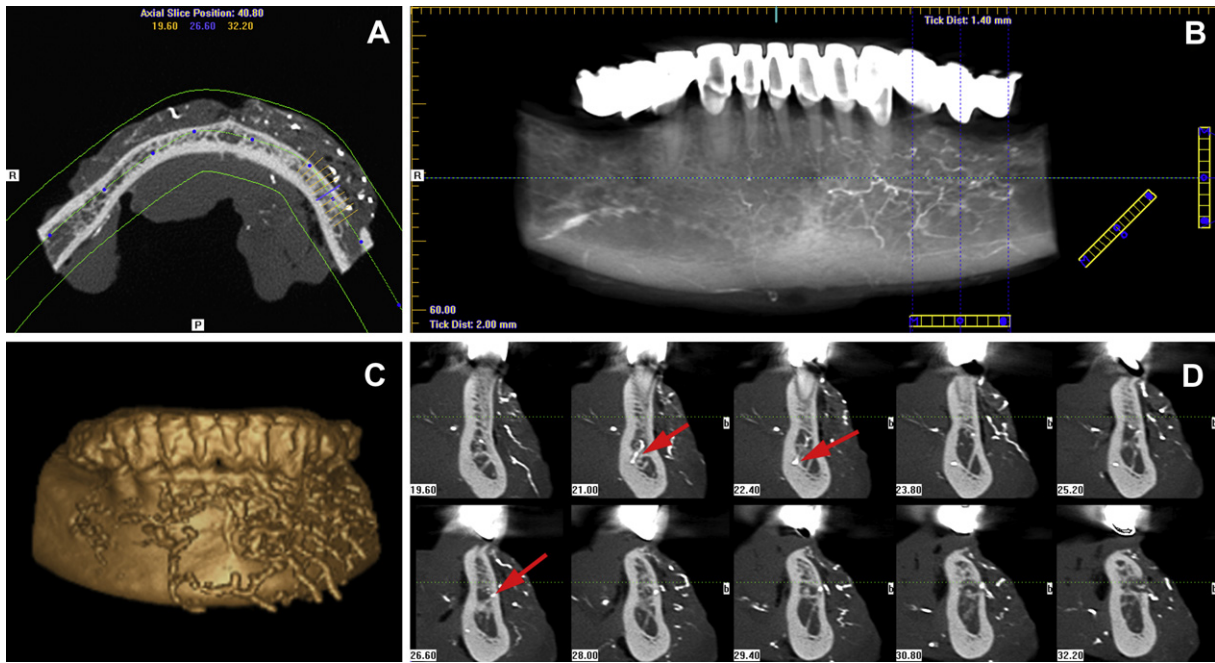 Axial Slice Position: 40.80
19.60 26.60 32.20
A
R
P
Tick Dist: 1.40 mm
B
R
60.00
Tick Dist: 2.00 mm
C
D
b
b
b
b
b
19.60
21.00
22.40
23.80
25.20
b
b
b
b
b
26.60
28.00
29.40
30.80
32.20